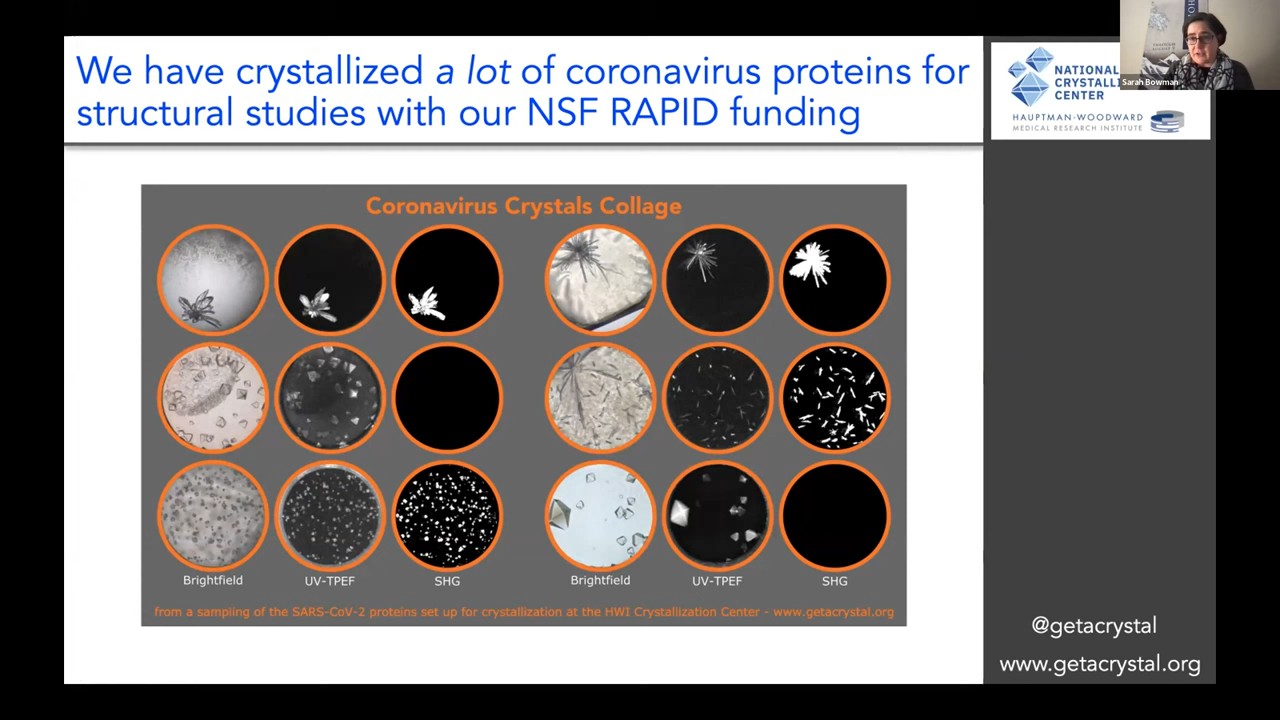 We have crystallized a lot of coronavirus proteins for
structural studies with our NSF RAPID funding
Coronavirus Crystals Collage
Brightfield
UV-TPEF
SHG
Brightfield
UV-TPEF
SHG
from a sampling of the SARS-CoV-2 proteins set up for crystallization at the HWI Crystallization Center - www.getacrystal.org
NATIONAL
CENTER
HAUPTMAN-WOODWARD
MEDICAL RESEARCH INSTITUTE
Sarah Bowman
@getacrystal
www.getacrystal.org